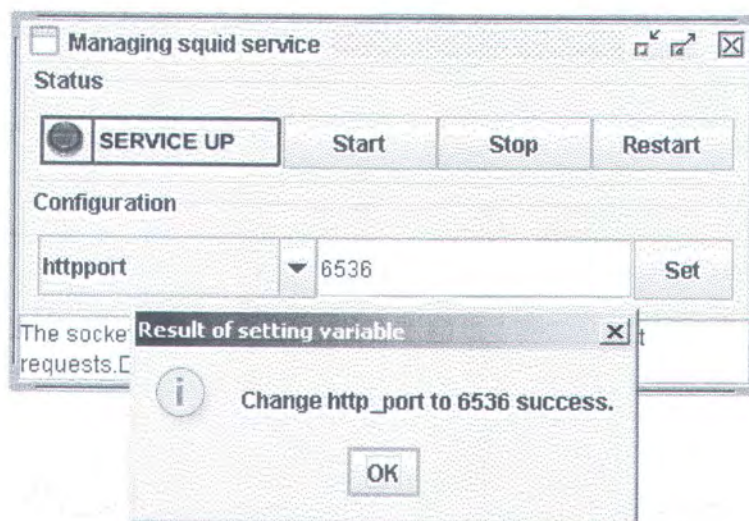 Managing squid service
Status
SERVICE UP Start Stop Restart
Configuration
httpport 6536 Set
The socke
requests.
Result of setting variable
i
Change http_port to 6536 success.
OK